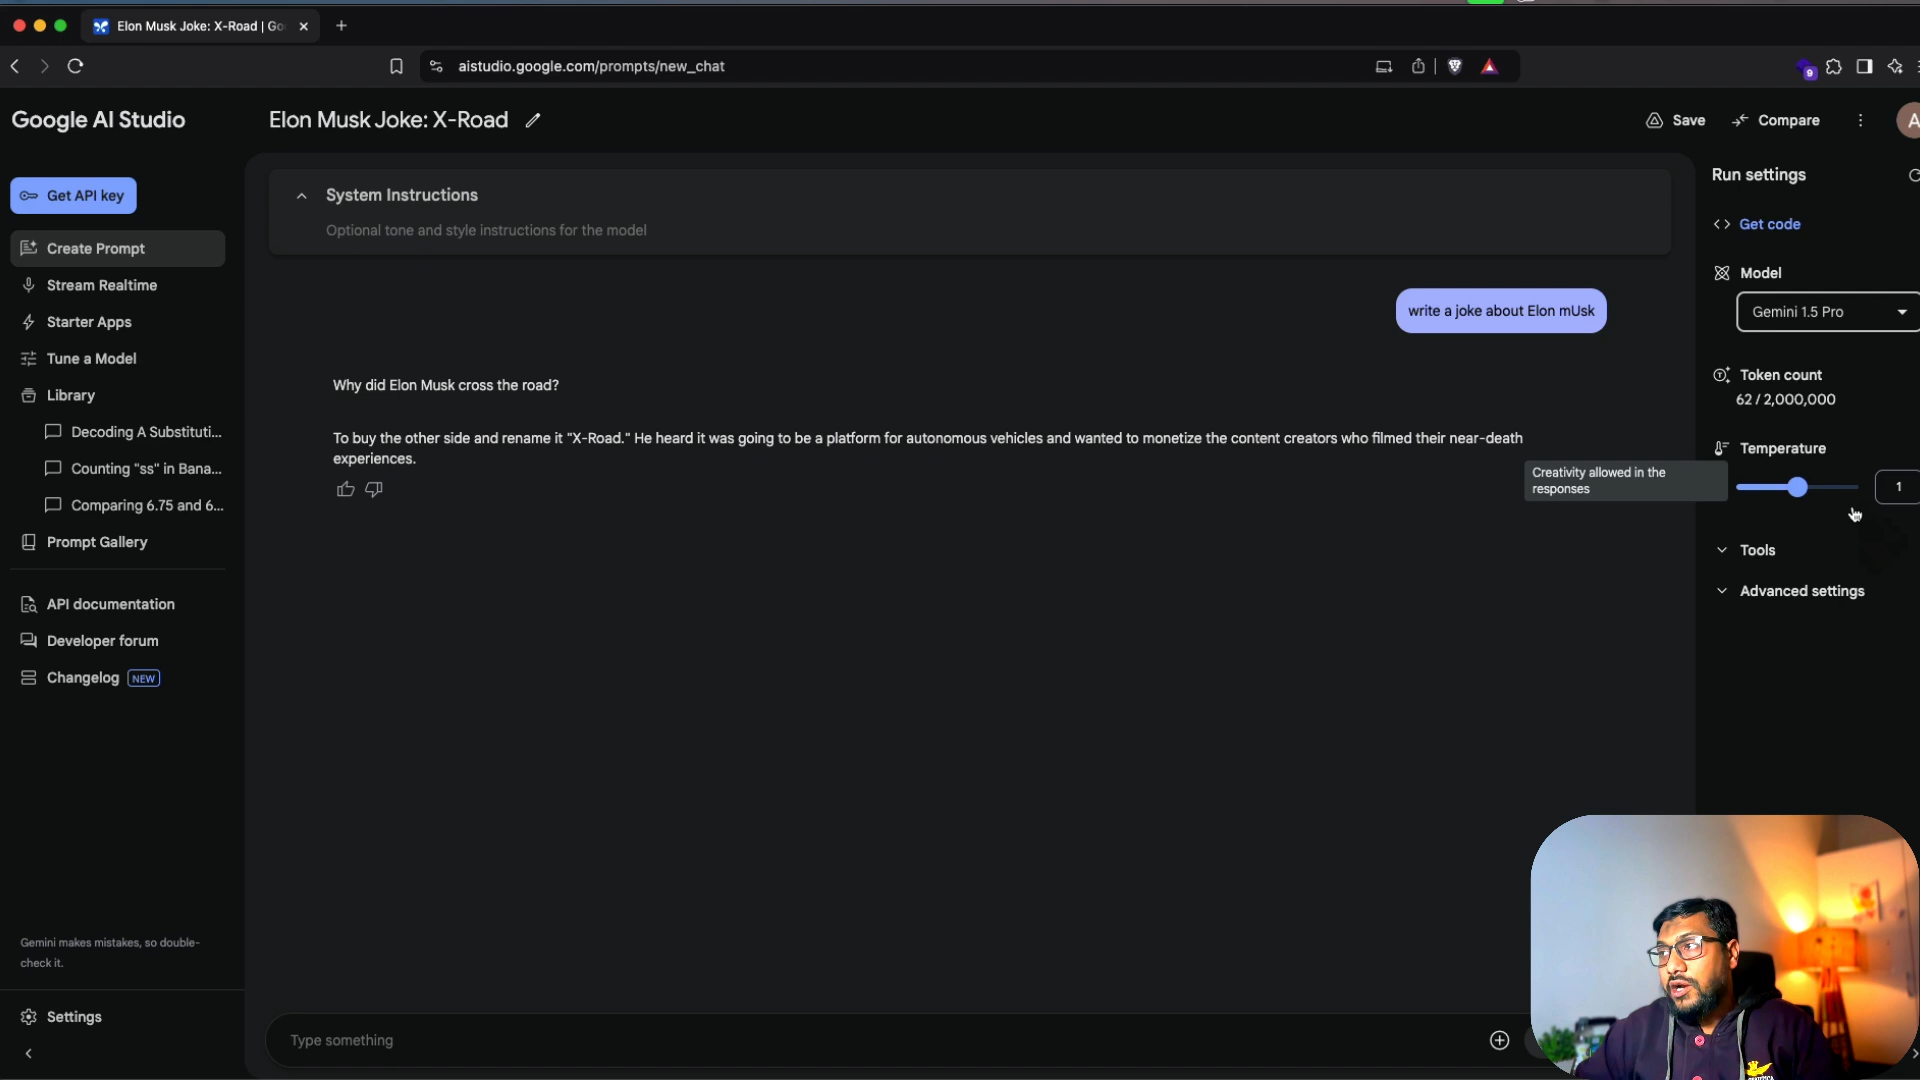 Elon Musk Joke: X-Road | Go
aistudio.google.com/prompts/new_chat
9
Google AI Studio
Elon Musk Joke: X-Road
Save
Compare
A
Get API key
Create Prompt
Stream Realtime
Starter Apps
Tune a Model
Library
Decoding A Substituti...
Counting "ss" in Bana...
Comparing 6.75 and 6...
Prompt Gallery
API documentation
Developer forum
Changelog NEW
Gemini makes mistakes, so double-
check it.
Settings
System Instructions
Optional tone and style instructions for the model
write a joke about Elon mUsk
Why did Elon Musk cross the road?
To buy the other side and rename it "X-Road." He heard it was going to be a platform for autonomous vehicles and wanted to monetize the content creators who filmed their near-death
experiences.
Type something
Run settings
Get code
Model
Gemini 1.5 Pro
Token count
62 / 2,000,000
Temperature
Creativity allowed in the
responses
1
Tools
Advanced settings